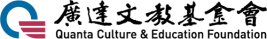 廣達文教基金會
Quanta Culture & Education Foundation